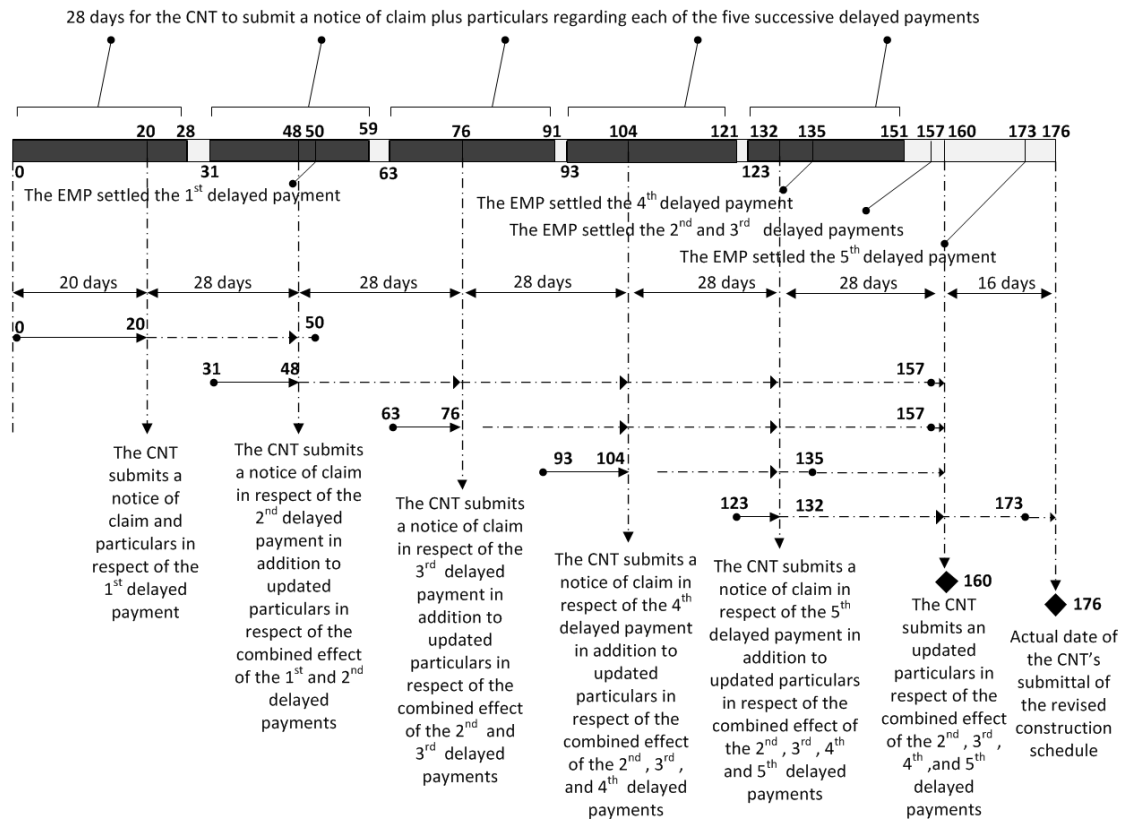 28 days for the CNT to submit a notice of claim plus particulars regarding each of the five successive delayed payments
20 28 48 50 59 76 91 104 121 132 135 151 157 160 173 176
0 31 63 93 123
The EMP settled the 1st delayed payment
The EMP settled the 4th delayed payment
The EMP settled the 2nd and 3rd delayed payments
The EMP settled the 5th delayed payment
20 days 28 days 28 days 28 days 28 days 28 days 16 days
0 20 50
31 48 157
63 76 157
93 104 135
123 132 173
The CNT
submits a
notice of
claim and
particulars in
respect of the
1st delayed
payment
The CNT submits
a notice of claim
in respect of the
2nd delayed
payment in
addition to
updated
particulars in
respect of the
combined effect
of the 1st and 2nd
delayed
payments
The CNT submits
a notice of claim
in respect of the
3rd delayed
payment in
addition to
updated
particulars in
respect of the
combined effect
of the 2nd and
3rd delayed
payments
The CNT submits a
notice of claim in
respect of the 4th
delayed payment
in addition to
updated
particulars in
respect of the
combined effect
of the 2nd, 3rd,
and 4th delayed
payments
The CNT submits a
notice of claim in
respect of the 5th
delayed payment in
addition to
updated particulars
in respect of the
combined effect of
the 2nd, 3rd, 4th
and 5th delayed
payments
160
The CNT
submits an
updated
particulars in
respect of the
combined effect
of the 2nd, 3rd,
4th ,and 5th
delayed
payments
176
Actual date of
the CNT's
submittal of
the revised
construction
schedule